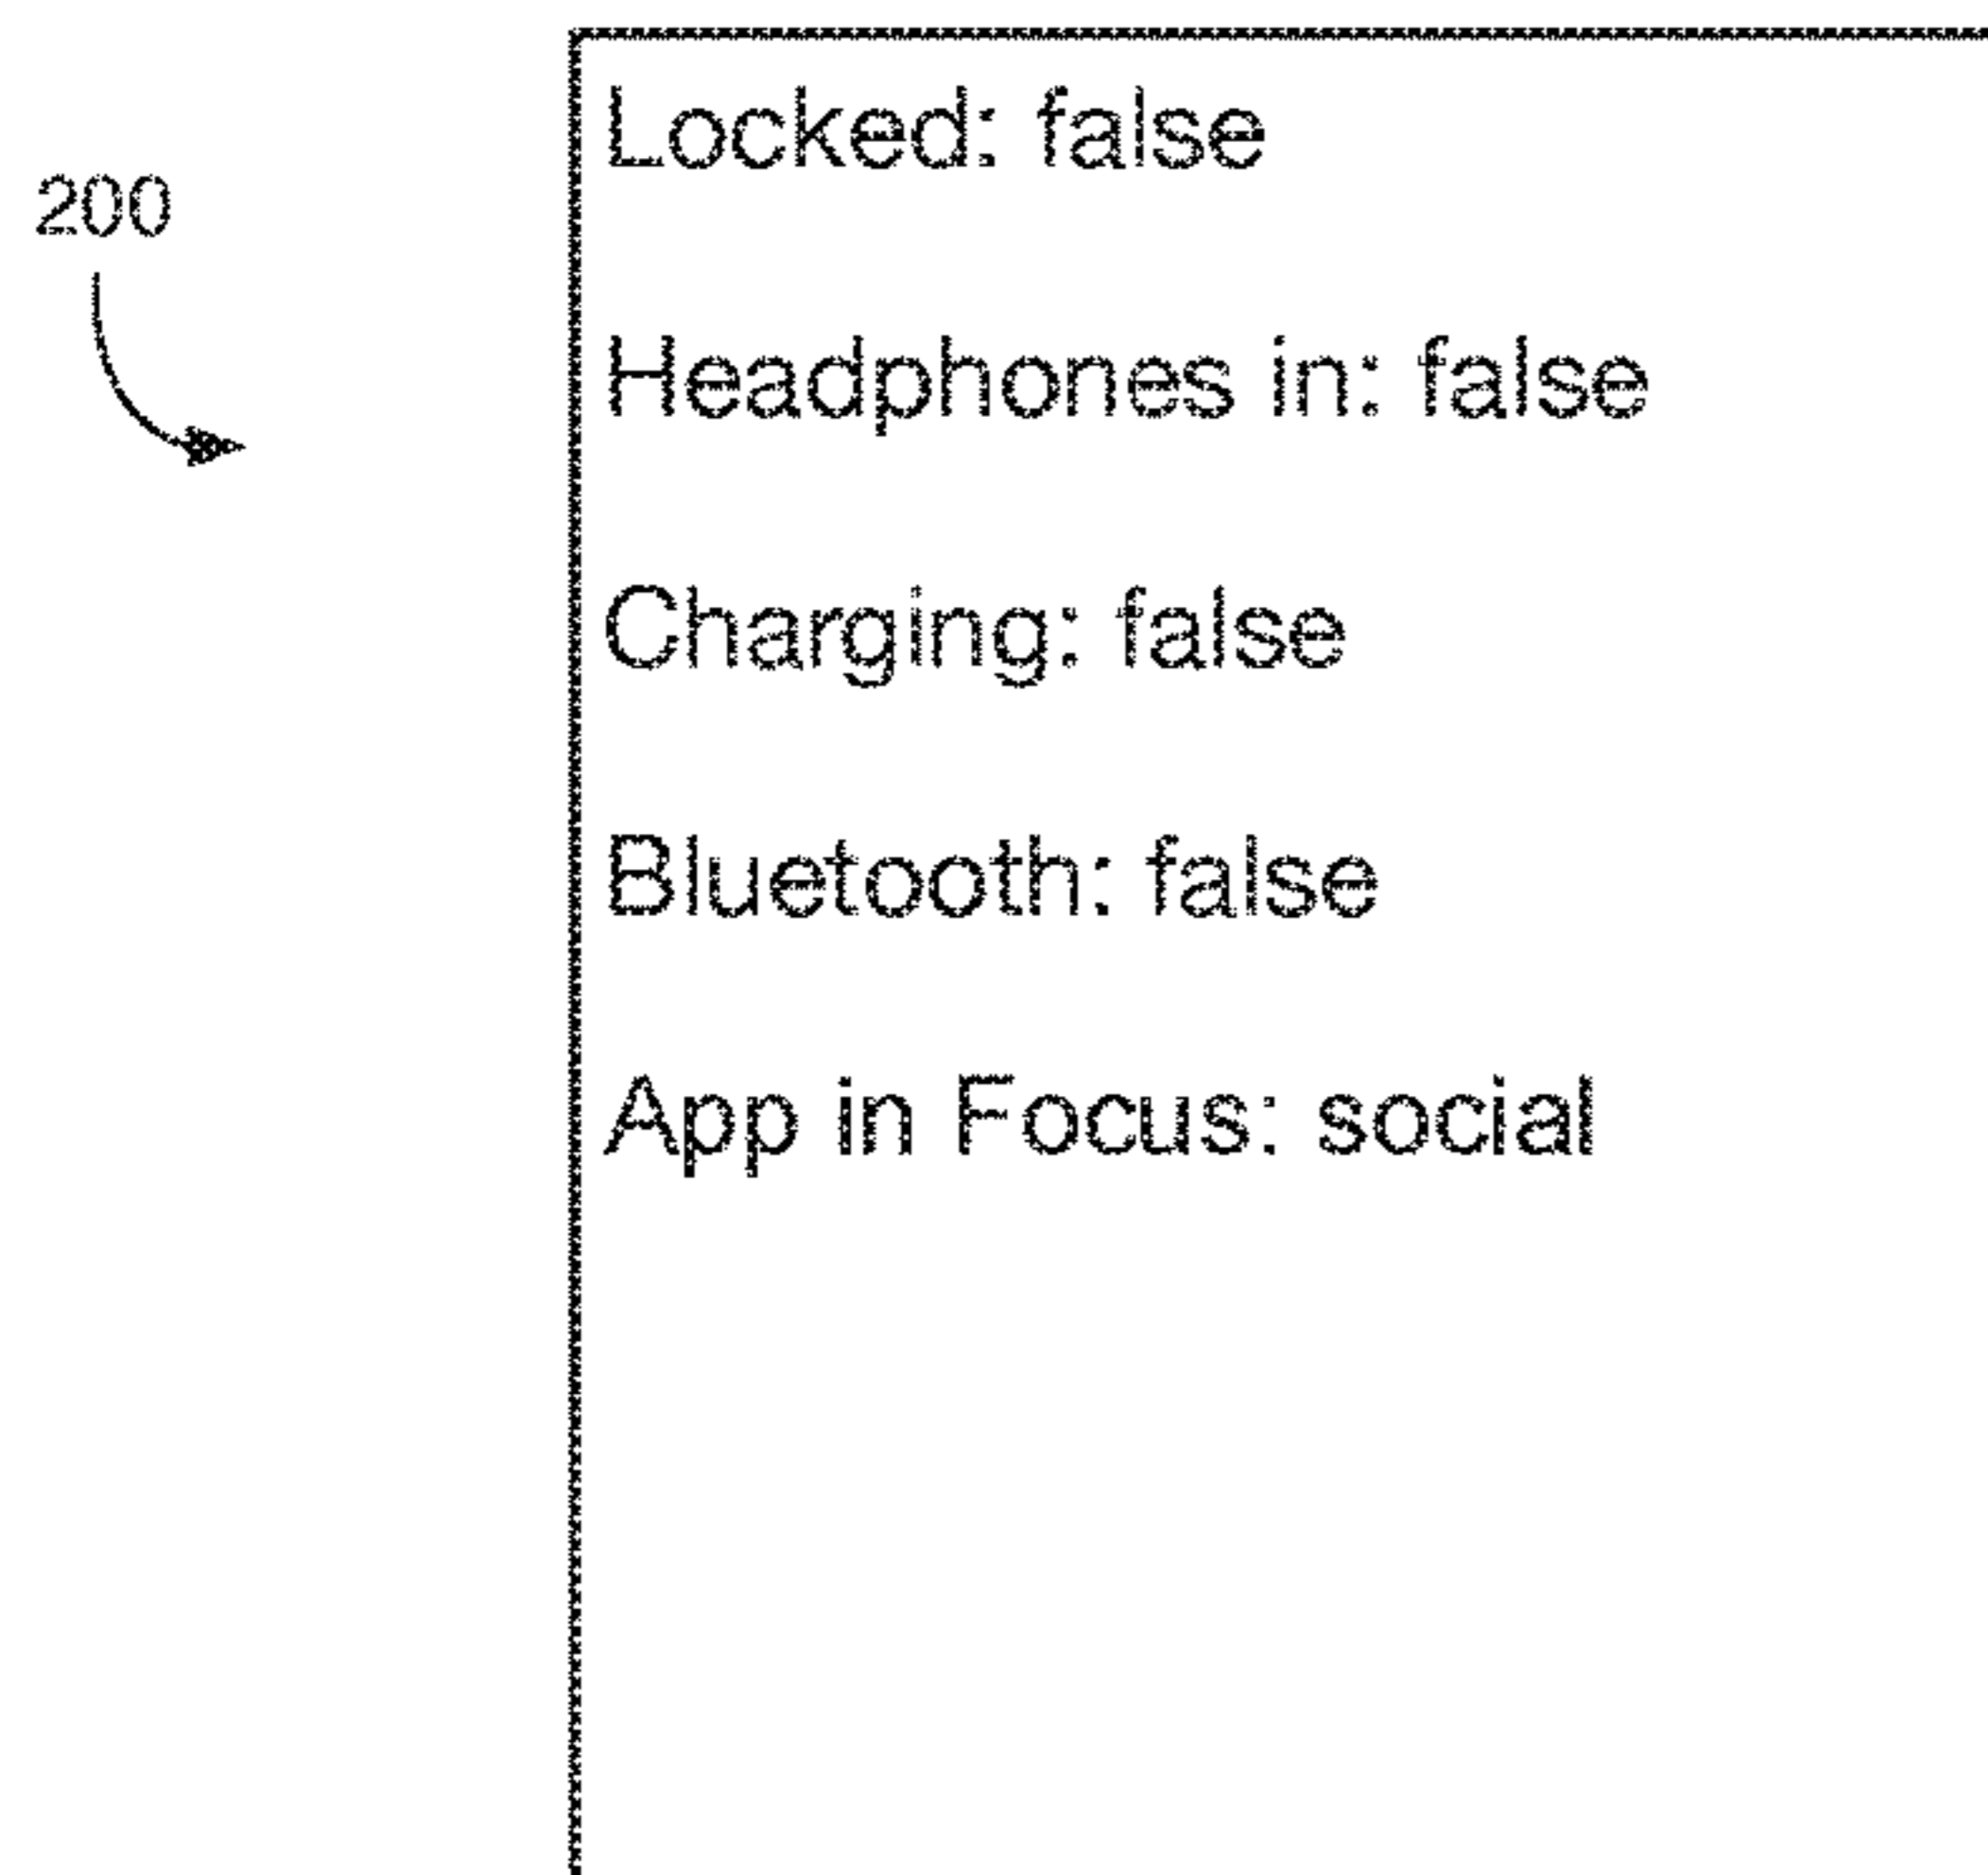 200
Locked: false
Headphones in: false
Charging: false
Bluetooth: false
App in Focus: social